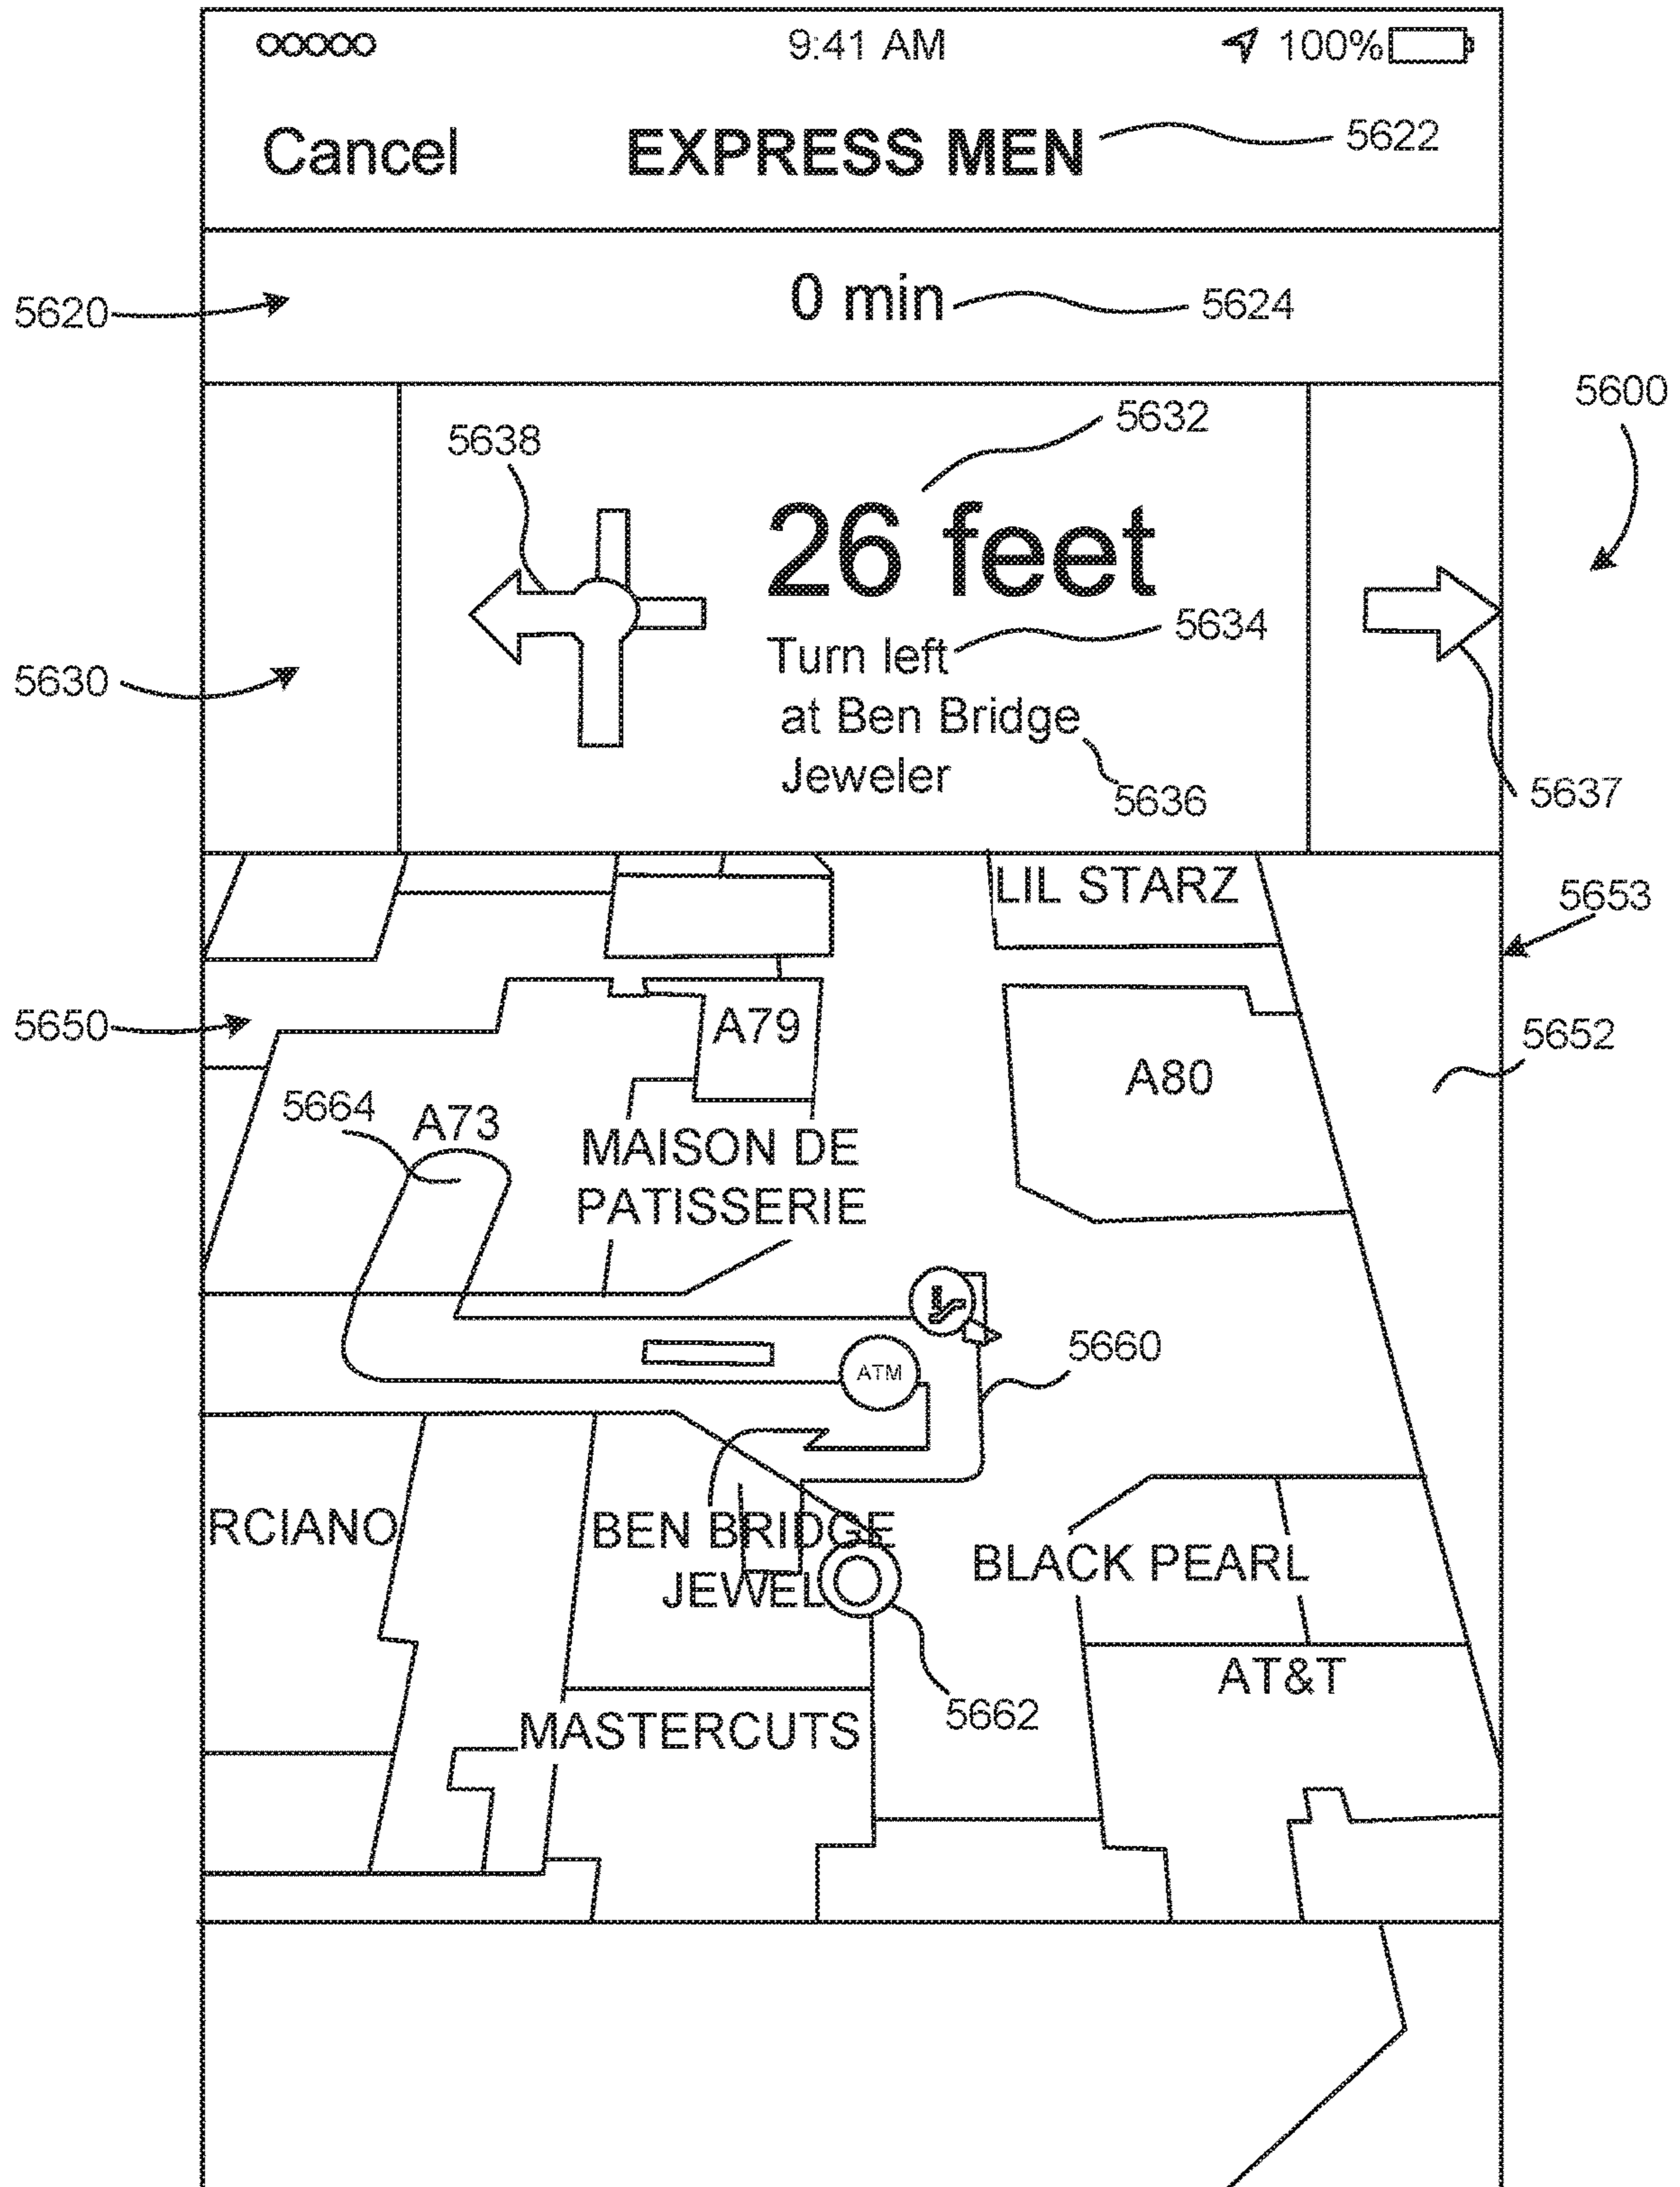 9:41 AM
100%
Cancel
EXPRESS MEN
5622
5620
0 min
5624
5600
5632
5638
26 feet
5634
Turn left
at Ben Bridge
Jeweler
5630
5636
5637
LIL STARZ
5653
5650
A79
5652
A80
5664
A73
MAISON DE
PATISSERIE
5660
ATM
RCIANO
BEN BRIDGE
JEWEL
BLACK PEARL
AT&T
5662
MASTERCUTS